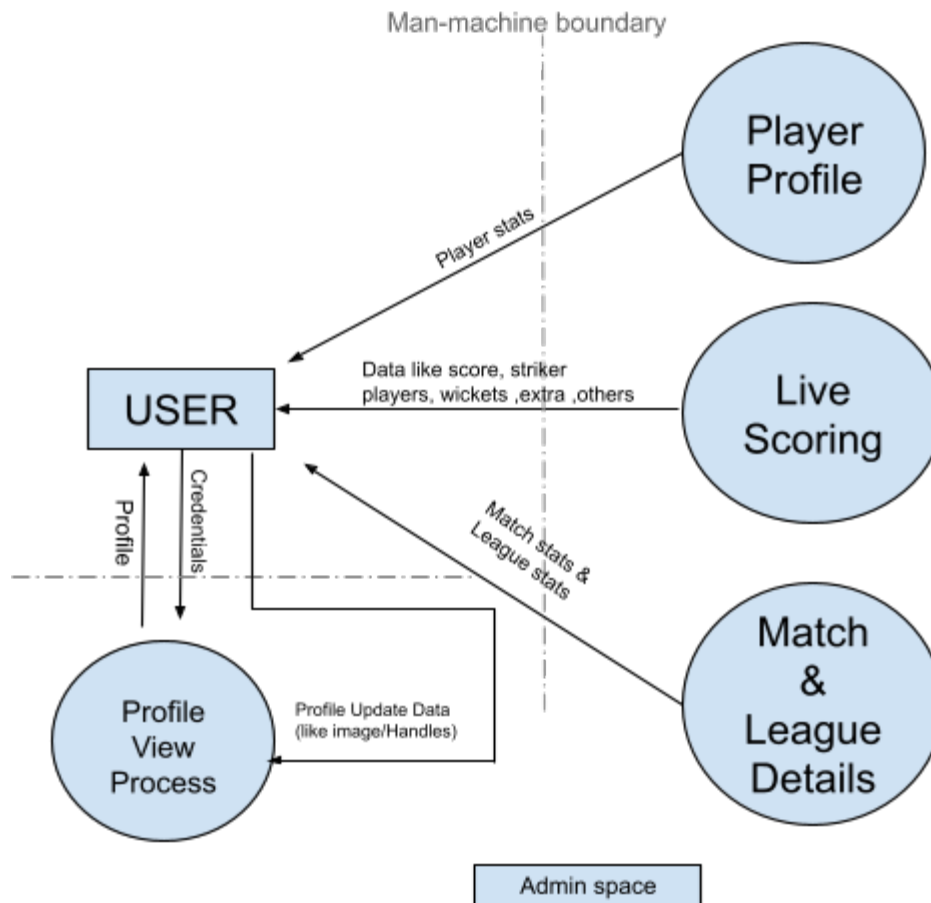 Man-machine boundary
Player
Profile
Player stats
Data like score, striker
players, wickets ,extra ,others
USER
Live
Scoring
Match stats &
League stats
Profile
Credentials
Match
&
League
Details
Profile
View
Process
Profile Update Data
(like image/Handles)
Admin space